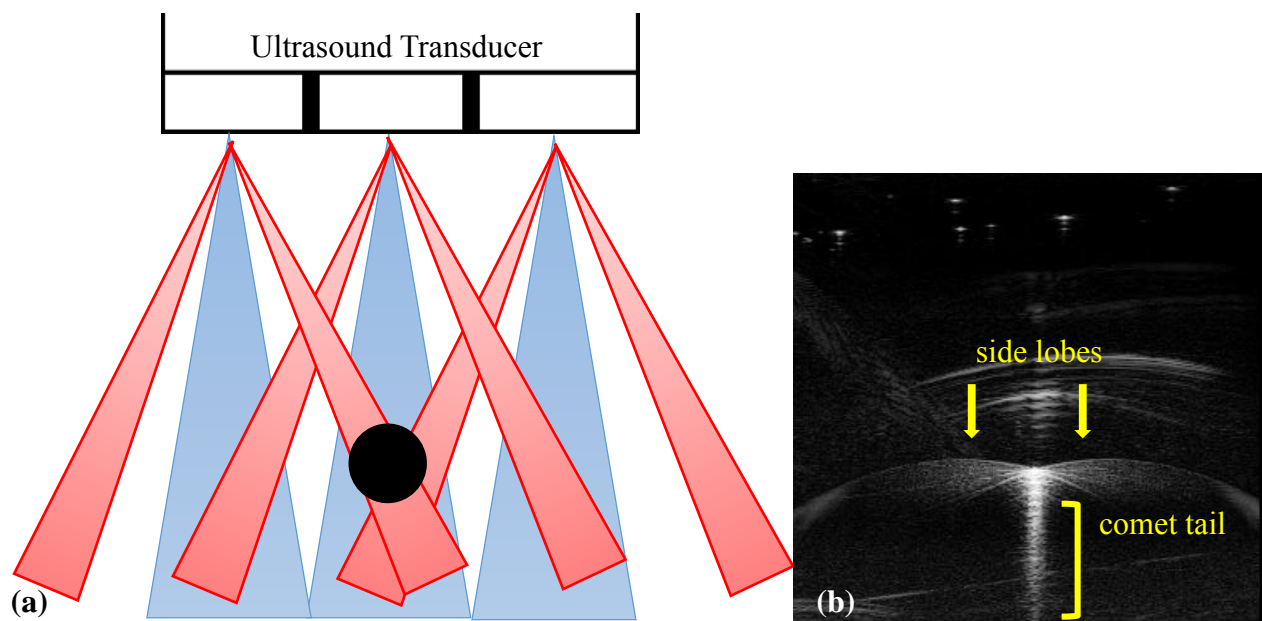 Ultrasound Transducer
side lobes
comet tail
(a)
(b)